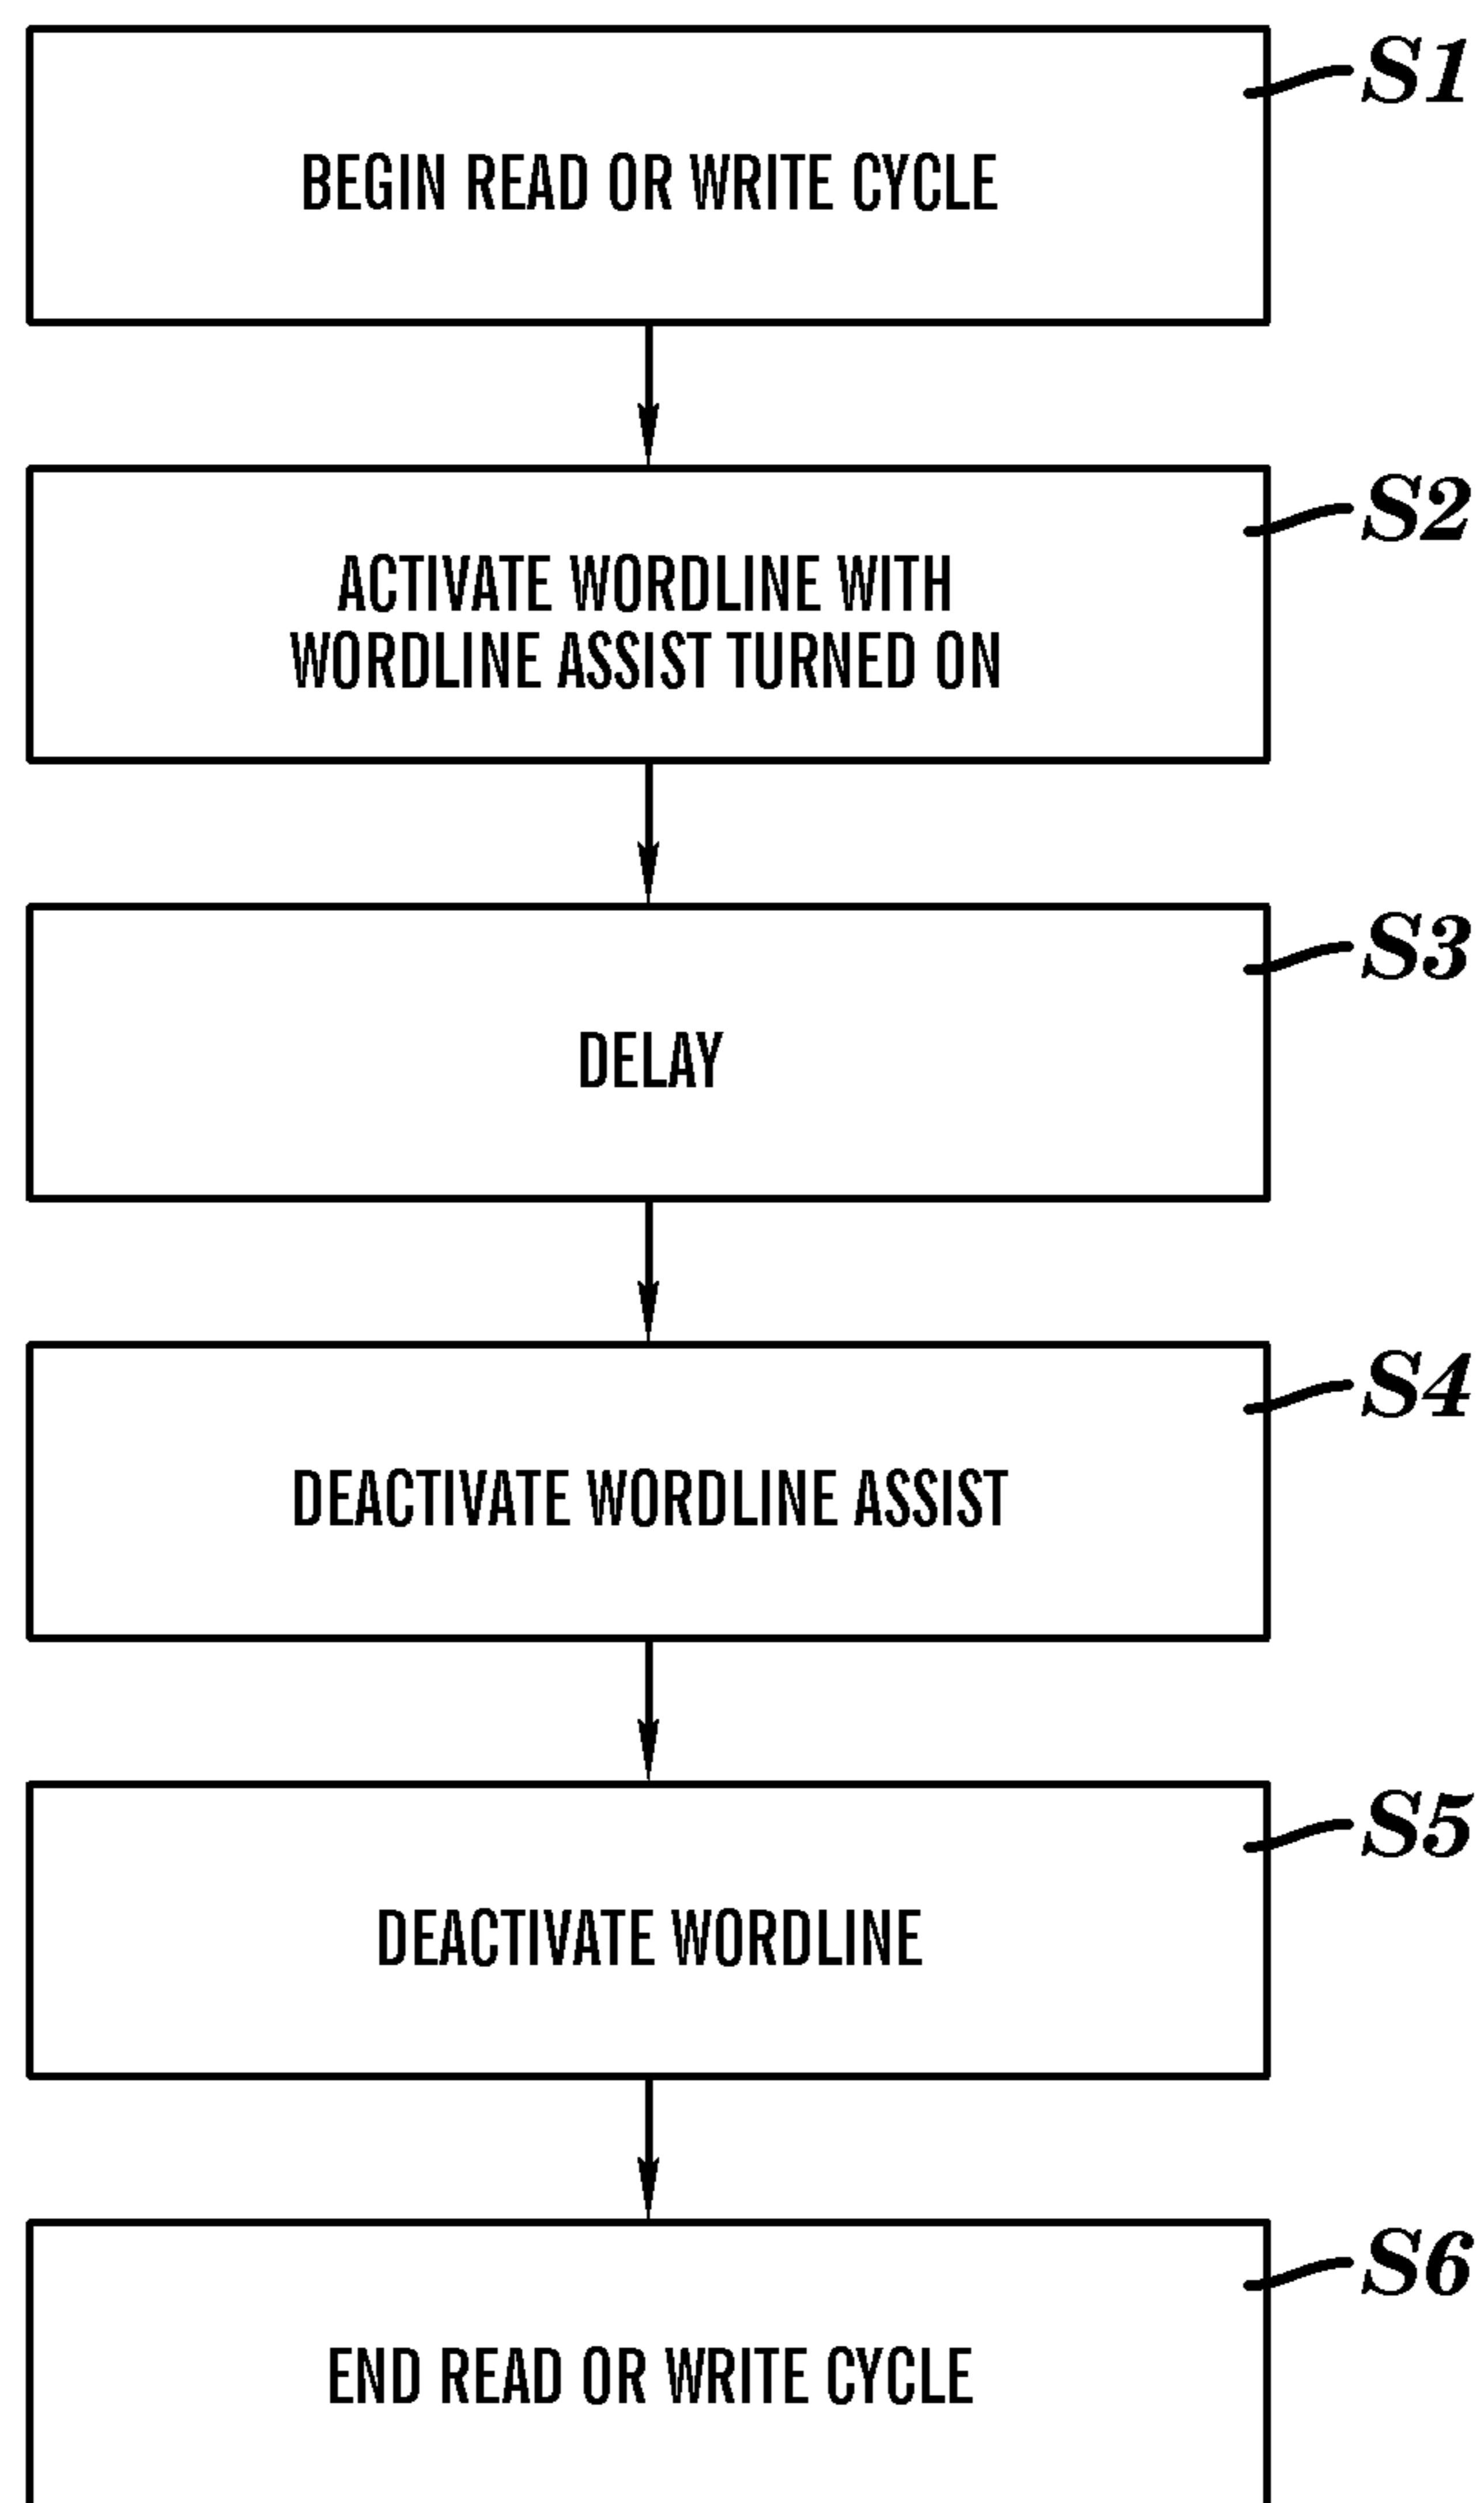 S1
BEGIN READ OR WRITE CYCLE
S2
ACTIVATE WORDLINE WITH
WORDLINE ASSIST TURNED ON
S3
DELAY
S4
DEACTIVATE WORDLINE ASSIST
S5
DEACTIVATE WORDLINE
S6
END READ OR WRITE CYCLE